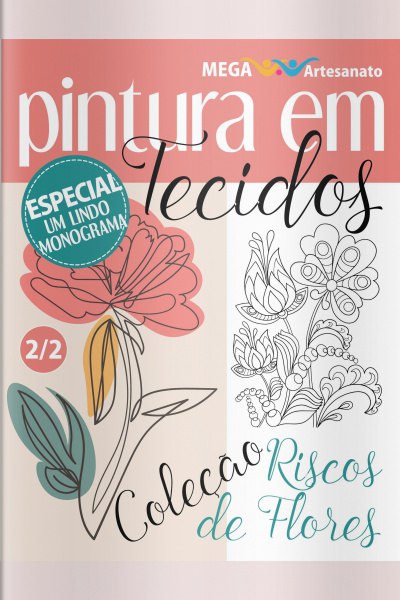 MEGA Artesanato
pintura em
Tecidos
ESPECIAL
UM LINDO
MONOGRAMA
2/2
Coleção Riscos
de Flores